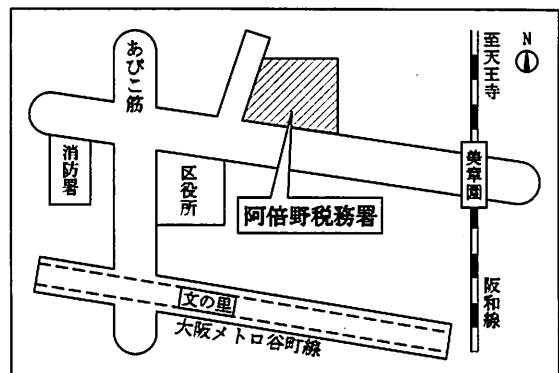 あびこ筋
至天王寺
N
消防署
区役所
美章園
阿倍野税務署
文の里
大阪メトロ谷町線
阪和線